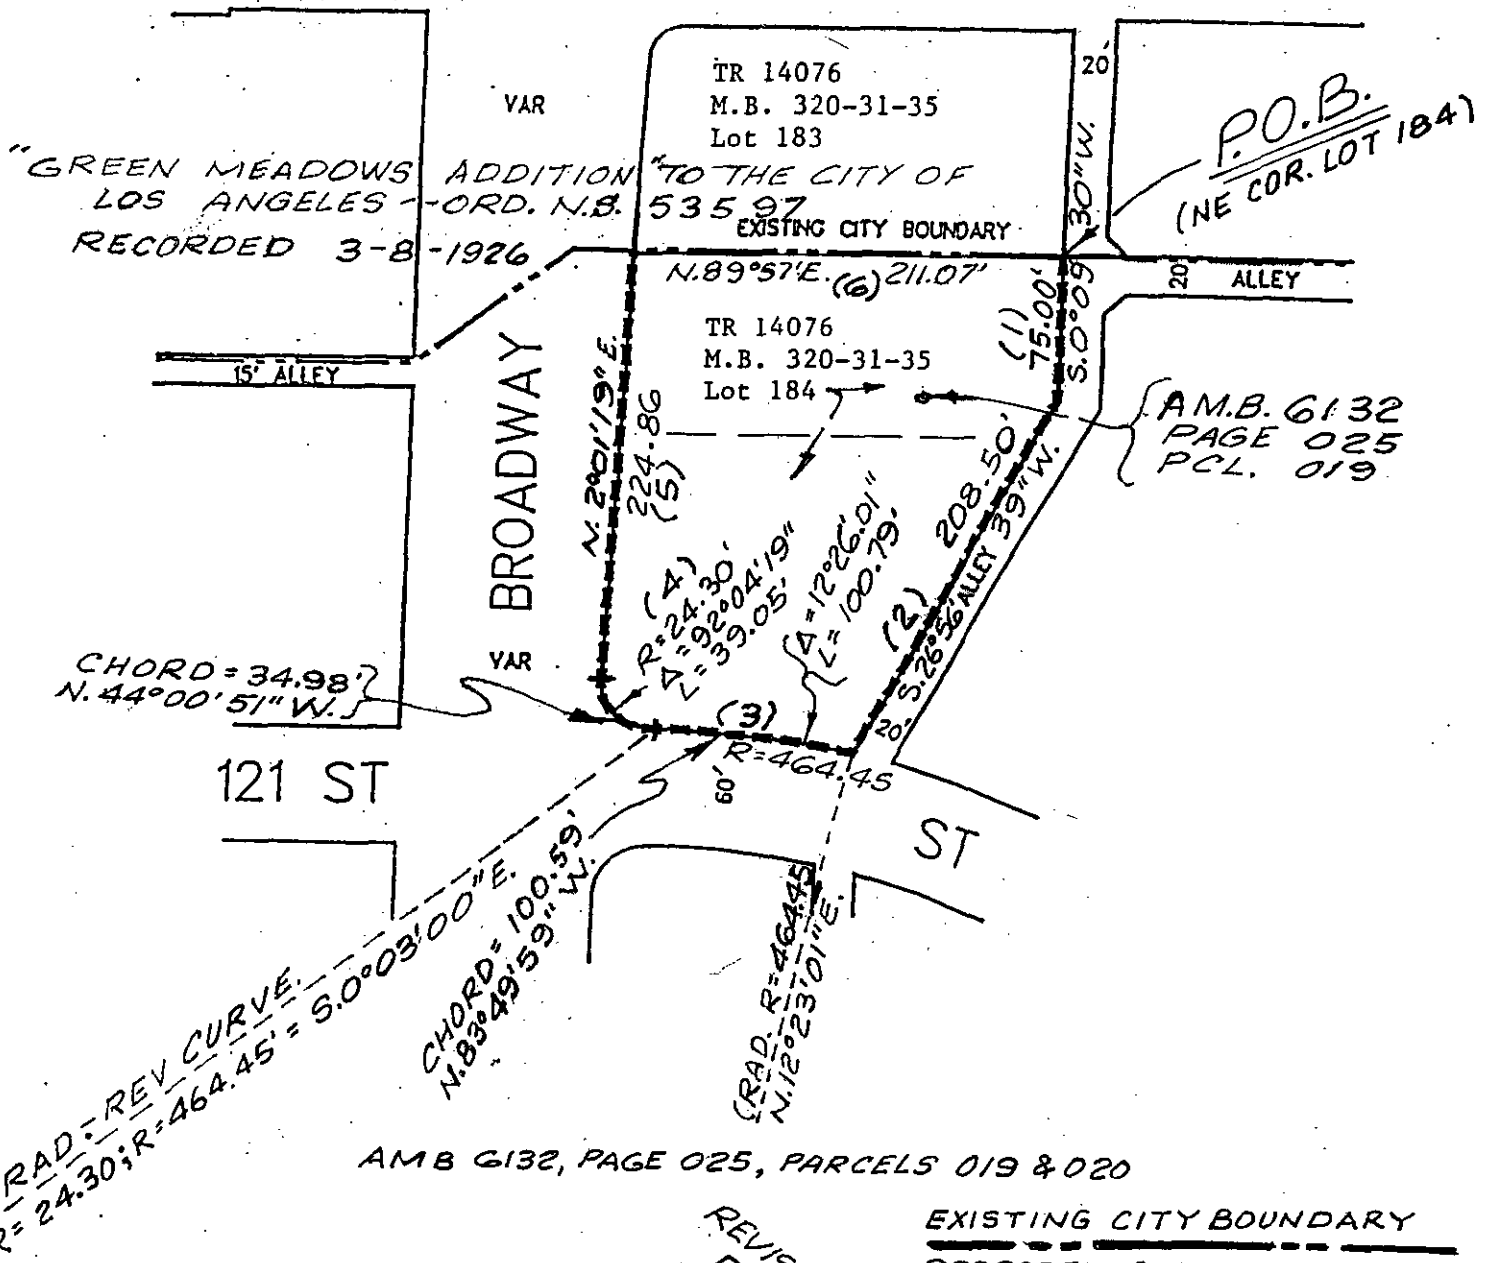 TR 14076
M.B. 320-31-35
Lot 183
20'
VAR
P.O.B.
(NE COR. LOT 184)
"GREEN MEADOWS ADDITION" TO THE CITY OF
LOS ANGELES--ORD. N.S. 53597
RECORDED 3-8-1926
EXISTING CITY BOUNDARY
N.89°57'E. (6) 211.07'
S.0°09'30"W.
75.00'
(1)
20'
ALLEY
15' ALLEY
TR 14076
M.B. 320-31-35
Lot 184
BROADWAY
N.2°01'19"E.
224.86
(5)
A.M.B. 6132
PAGE 025
PCL. 019
208.50'
S.26°56'39"W.
ALLEY
(2)
20'
(4)
R=24.30'
Δ=92°04'19"
L=39.05'
Δ=12°26'01"
L=100.79'
VAR
CHORD=34.98'
N.44°00'51"W.
(3)
R=464.45
60'
121 ST
ST
CHORD=100.59'
N.83°49'59"W.
(RAD. R=464.45
N.12°23'01"E.
RAD.-REV CURVE.
R=24.30; R=464.45'=S.0°03'00"E.
AMB 6132, PAGE 025, PARCELS 019 & 020
EXISTING CITY BOUNDARY